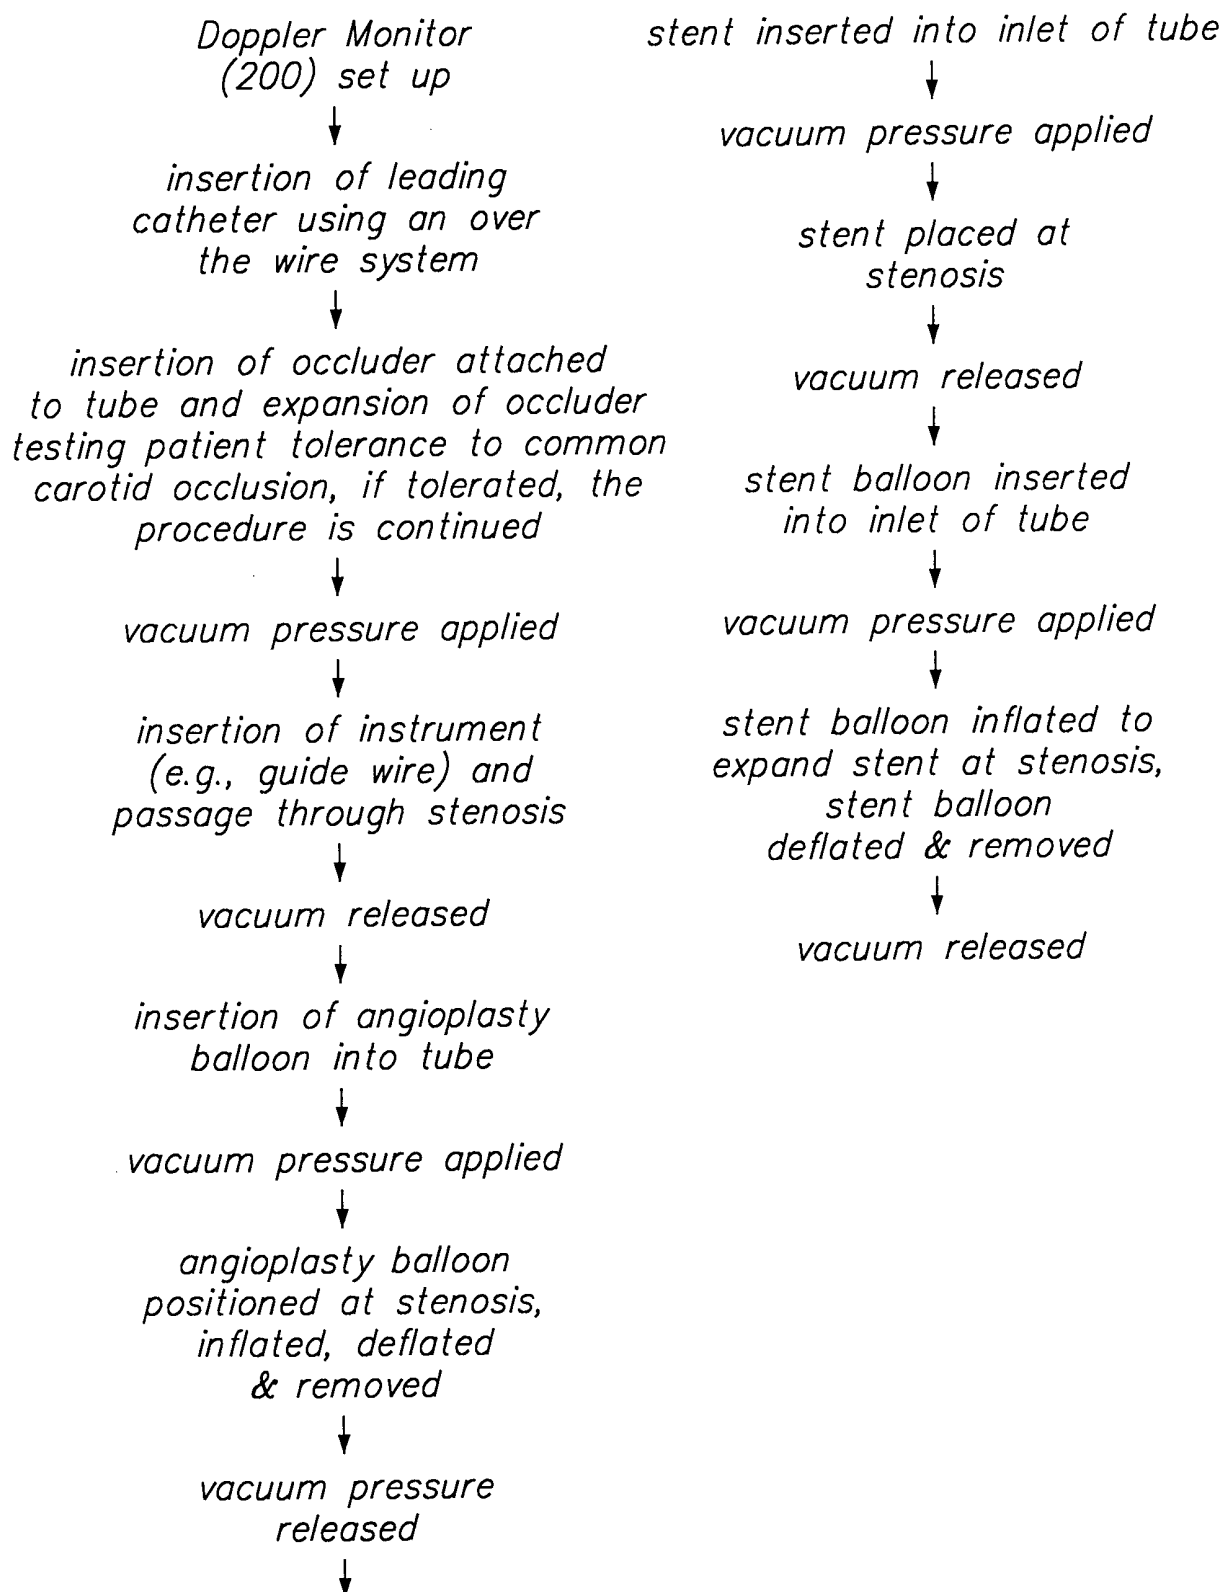 Doppler Monitor
(200) set up
insertion of leading
catheter using an over
the wire system
insertion of occluder attached
to tube and expansion of occluder
testing patient tolerance to common
carotid occlusion, if tolerated, the
procedure is continued
vacuum pressure applied
insertion of instrument
(e.g., guide wire) and
passage through stenosis
vacuum released
insertion of angioplasty
balloon into tube
vacuum pressure applied
angioplasty balloon
positioned at stenosis,
inflated, deflated
& removed
vacuum pressure
released
stent inserted into inlet of tube
vacuum pressure applied
stent placed at
stenosis
vacuum released
stent balloon inserted
into inlet of tube
vacuum pressure applied
stent balloon inflated to
expand stent at stenosis,
stent balloon
deflated & removed
vacuum released